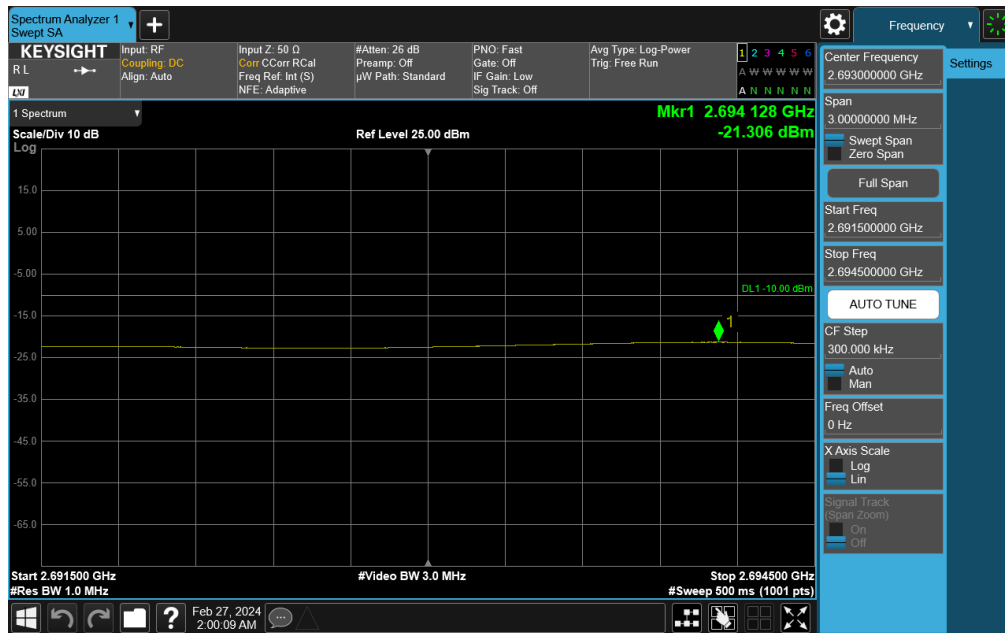 Spectrum Analyzer 1
Swept SA
Frequency
KEYSIGHT
R L
LXI
Input: RF
Coupling: DC
Align: Auto
Input Z: 50 Ω
Corr CCorr RCal
Freq Ref: Int (S)
NFE: Adaptive
#Atten: 26 dB
Preamp: Off
µW Path: Standard
PNO: Fast
Gate: Off
IF Gain: Low
Sig Track: Off
Avg Type: Log-Power
Trig: Free Run
1 2 3 4 5 6
A W W W W W
A N N N N N
1 Spectrum
Scale/Div 10 dB
Log
Ref Level 25.00 dBm
Mkr1 2.694 128 GHz
-21.306 dBm
15.0
5.00
-5.00
DL1 -10.00 dBm
-15.0
1
-25.0
-35.0
-45.0
-55.0
-65.0
Start 2.691500 GHz
#Res BW 1.0 MHz
#Video BW 3.0 MHz
Stop 2.694500 GHz
#Sweep 500 ms (1001 pts)
Center Frequency
2.693000000 GHz
Span
3.00000000 MHz
Swept Span
Zero Span
Full Span
Start Freq
2.691500000 GHz
Stop Freq
2.694500000 GHz
AUTO TUNE
CF Step
300.000 kHz
Auto
Man
Freq Offset
0 Hz
X Axis Scale
Log
Lin
Signal Track
(Span Zoom)
On
Off
Settings
Feb 27, 2024
2:00:09 AM